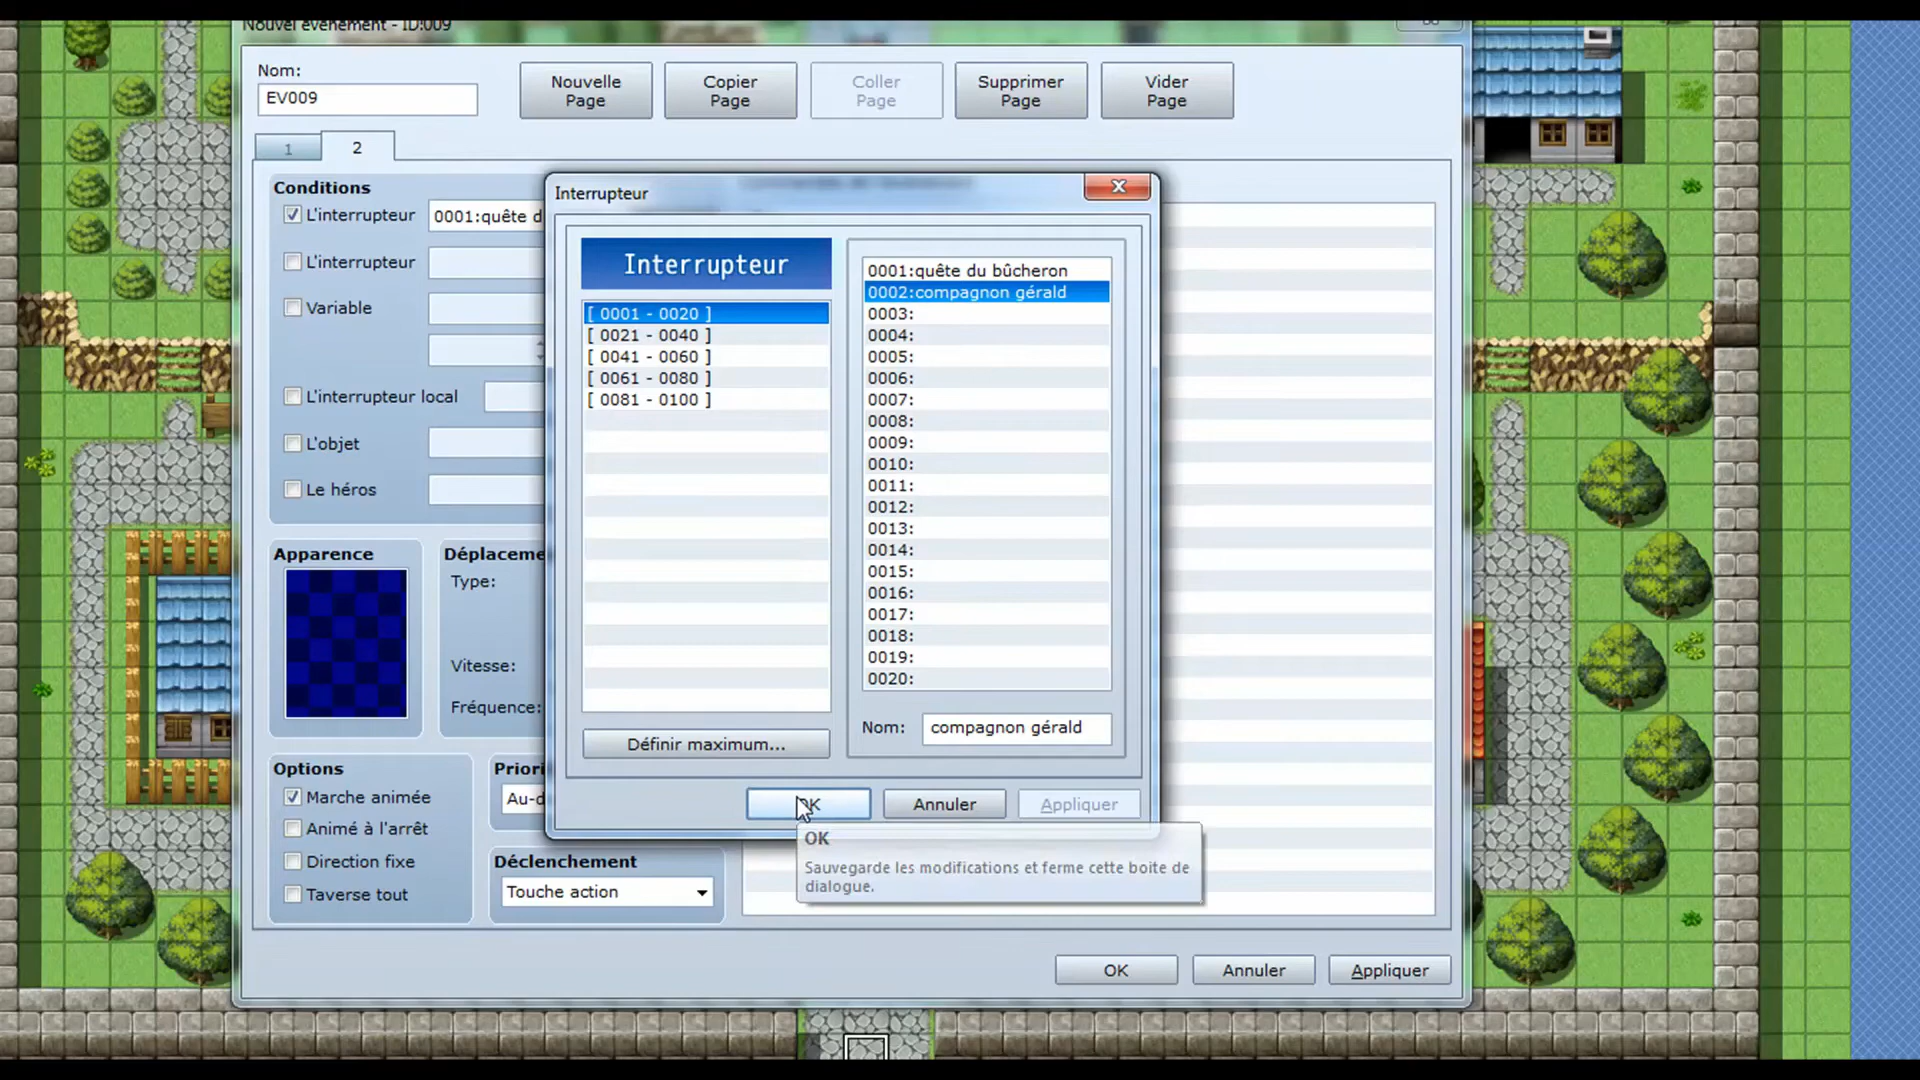 Nouvel événement - ID:009
Nom:
EV009
Nouvelle Page
Copier Page
Coller Page
Supprimer Page
Vider Page
1
2
Conditions
L'interrupteur
0001:quête d
L'interrupteur
Variable
L'interrupteur local
L'objet
Le héros
Apparence
Déplaceme
Type:
Vitesse:
Fréquence:
Options
Marche animée
Animé à l'arrêt
Direction fixe
Taverse tout
Priori
Au-d
Déclenchement
Touche action
Interrupteur
Interrupteur
[ 0001 - 0020 ]
[ 0021 - 0040 ]
[ 0041 - 0060 ]
[ 0061 - 0080 ]
[ 0081 - 0100 ]
Définir maximum...
0001:quête du bûcheron
0002:compagnon gérald
0003:
0004:
0005:
0006:
0007:
0008:
0009:
0010:
0011:
0012:
0013:
0014:
0015:
0016:
0017:
0018:
0019:
0020:
Nom:
compagnon gérald
OK
Annuler
Appliquer
OK
Sauvegarde les modifications et ferme cette boite de
dialogue.
OK
Annuler
Appliquer